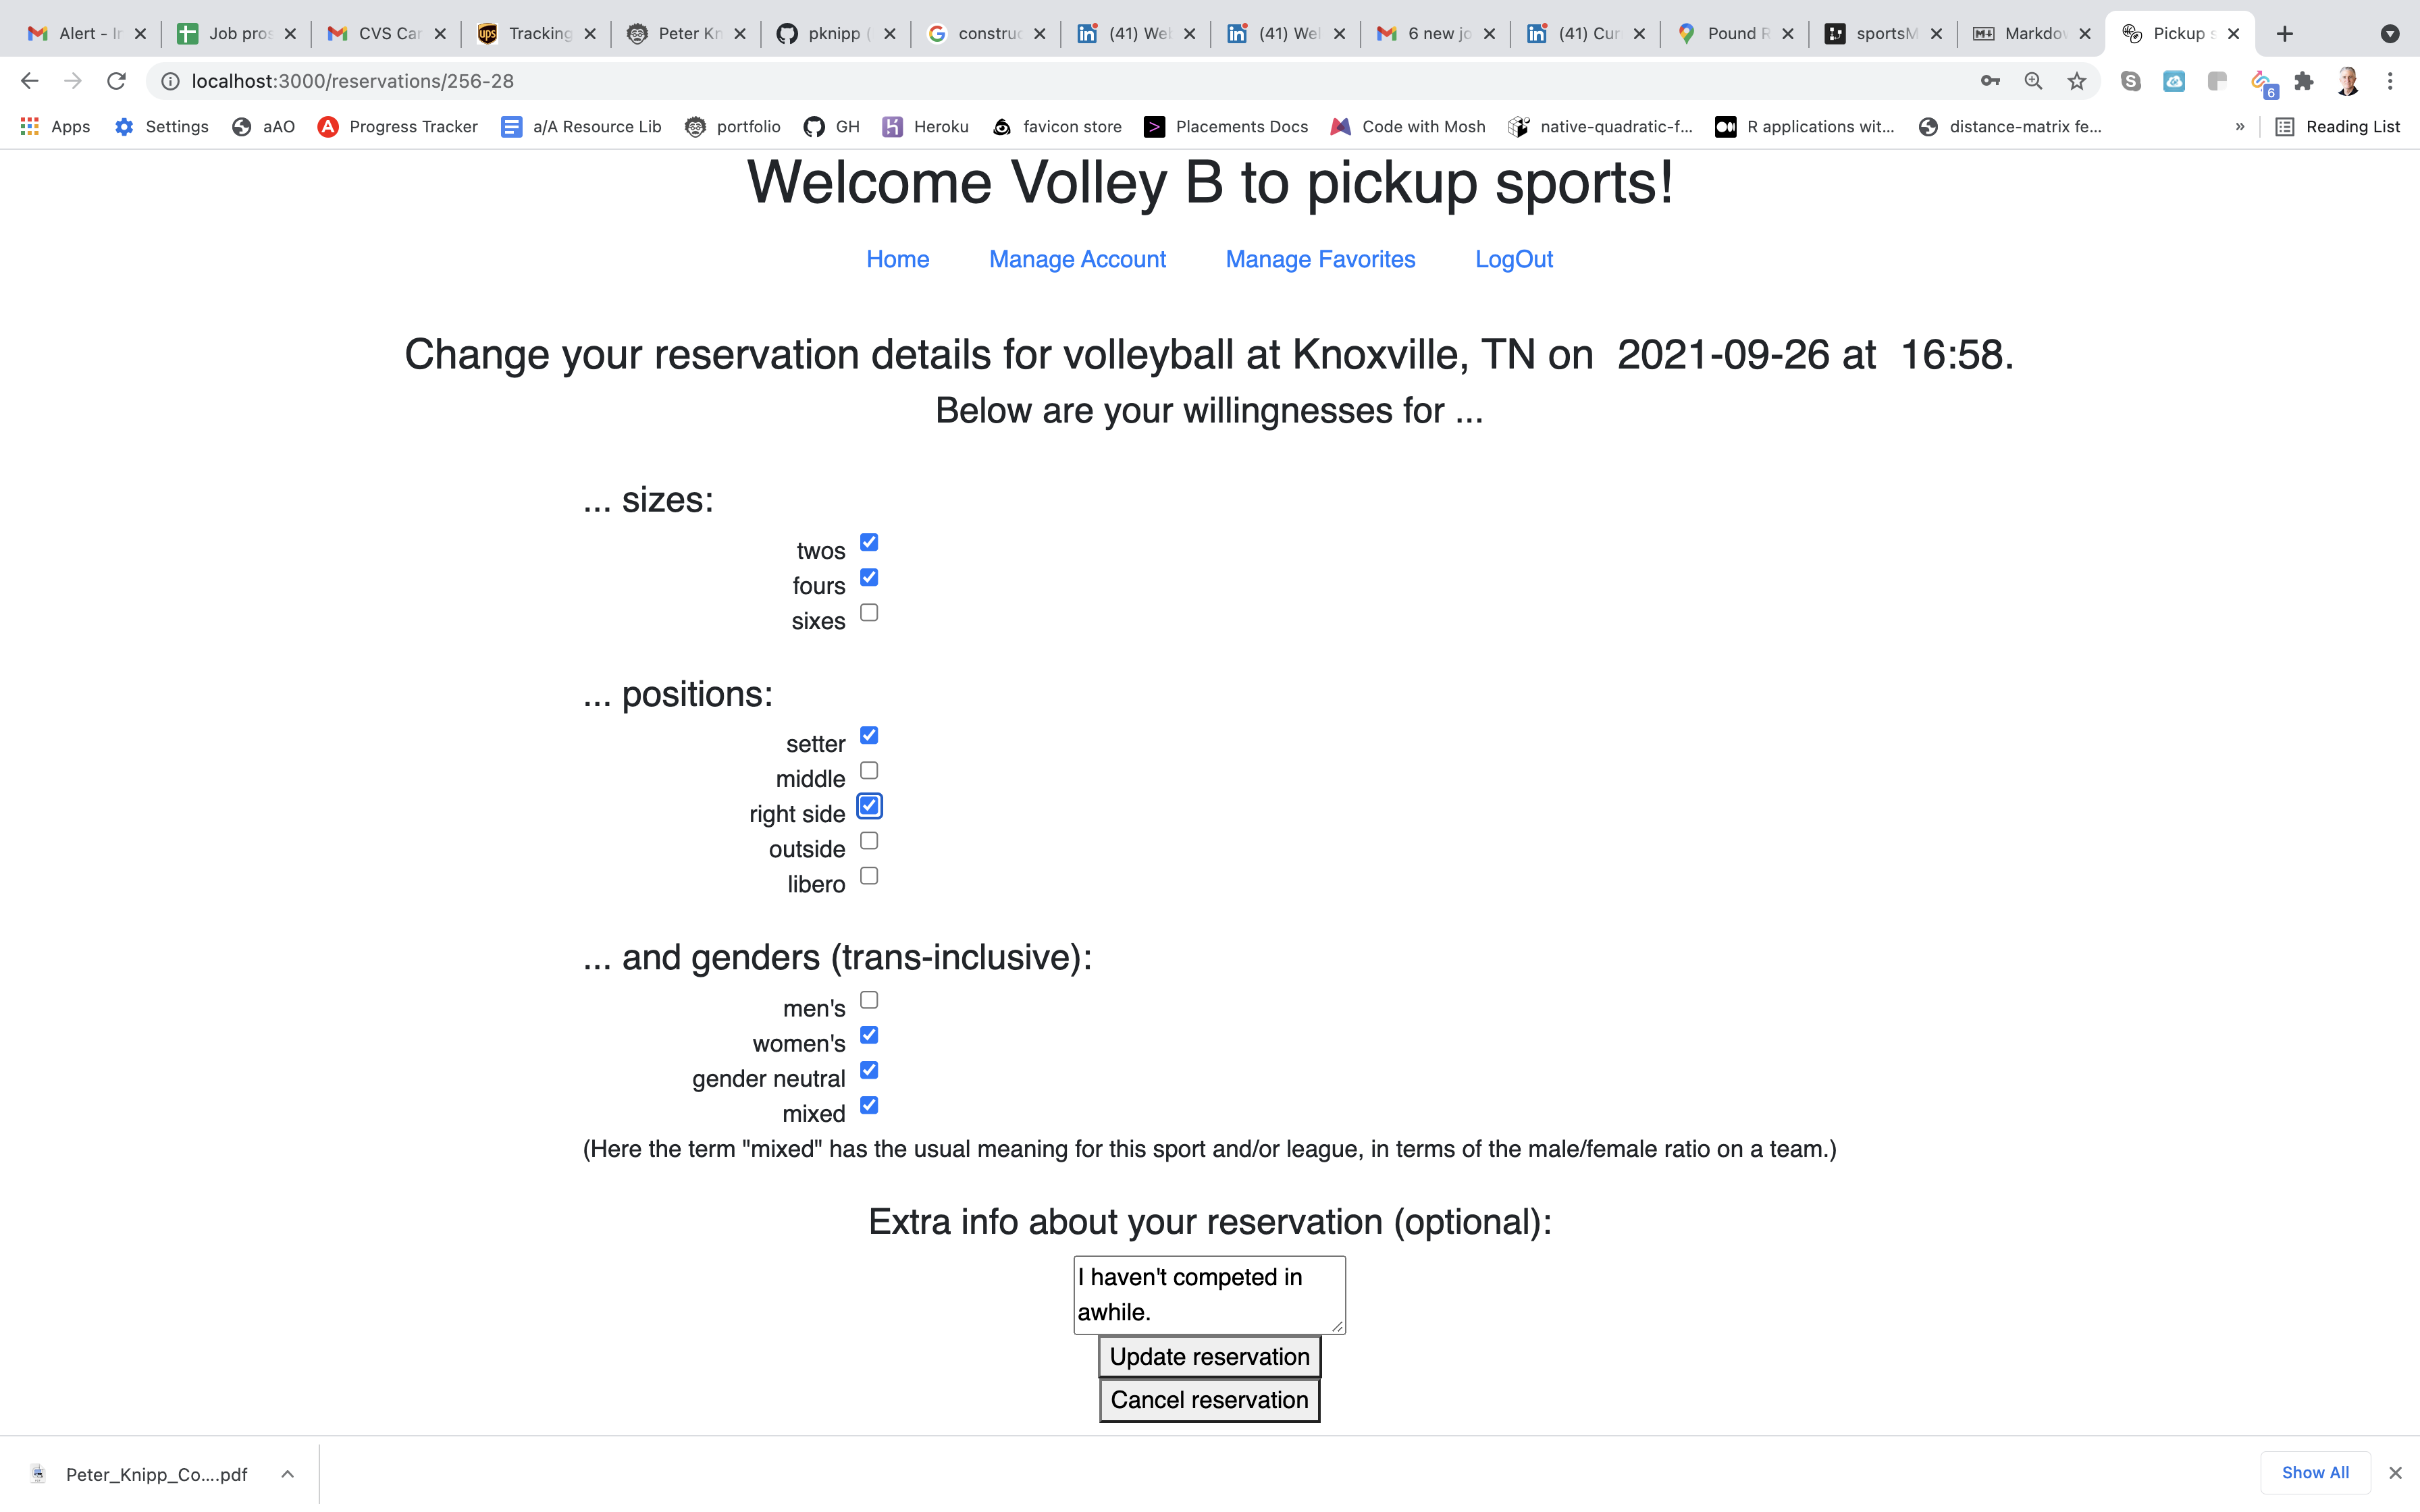 Alert - I
Job pros
CVS Car
Tracking
Peter Kn
pknipp (
construc
(41) Wel
(41) Wel
6 new jo
(41) Cur
Pound R
sportsM
Markdov
Pickup s
localhost:3000/reservations/256-28
6
Apps
Settings
aAO
Progress Tracker
a/A Resource Lib
portfolio
GH
Heroku
favicon store
Placements Docs
Code with Mosh
native-quadratic-f...
R applications wit...
distance-matrix fe...
»
Reading List
Welcome Volley B to pickup sports!
Home Manage Account Manage Favorites LogOut
Change your reservation details for volleyball at Knoxville, TN on 2021-09-26 at 16:58.
Below are your willingnesses for ...
... sizes:
twos
fours
sixes
... positions:
setter
middle
right side
outside
libero
... and genders (trans-inclusive):
men's
women's
gender neutral
mixed
(Here the term "mixed" has the usual meaning for this sport and/or league, in terms of the male/female ratio on a team.)
Extra info about your reservation (optional):
I haven't competed in
awhile.
Update reservation
Cancel reservation
Peter_Knipp_Co....pdf
Show All